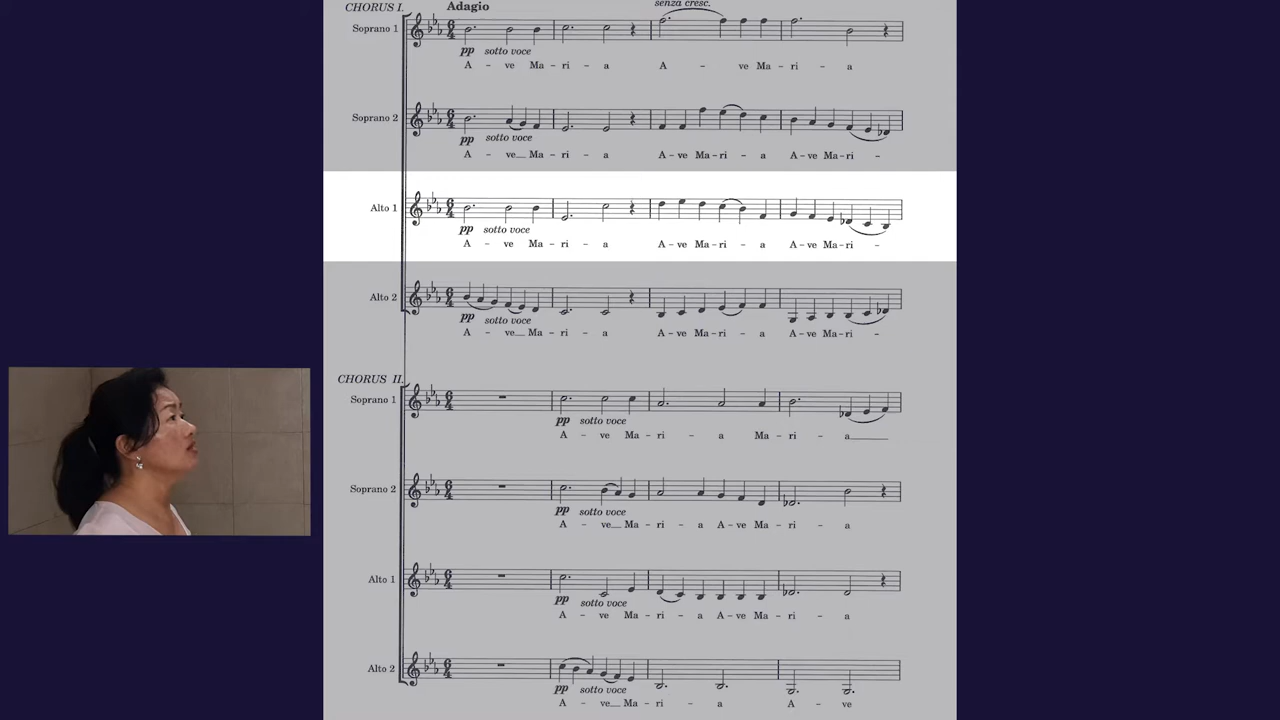 CHORUS I.
Adagio
senza cresc.
Soprano 1
pp sotto voce
A - ve Ma - ri - a A - ve Ma - ri - a
Soprano 2
pp sotto voce
A - ve Ma - ri - a A - ve Ma - ri - a A - ve Ma - ri -
Alto 1
pp sotto voce
A - ve Ma - ri - a A - ve Ma - ri - a A - ve Ma - ri -
Alto 2
pp sotto voce
A - ve Ma - ri - a A - ve Ma - ri - a A - ve Ma - ri -
CHORUS II.
Soprano 1
pp sotto voce
A - ve Ma - ri - a Ma - ri - a
Soprano 2
pp sotto voce
A - ve Ma - ri - a A - ve Ma - ri - a
Alto 1
pp sotto voce
A - ve Ma - ri - a A - ve Ma - ri - a
Alto 2
pp sotto voce
A - ve Ma - ri - a A - ve